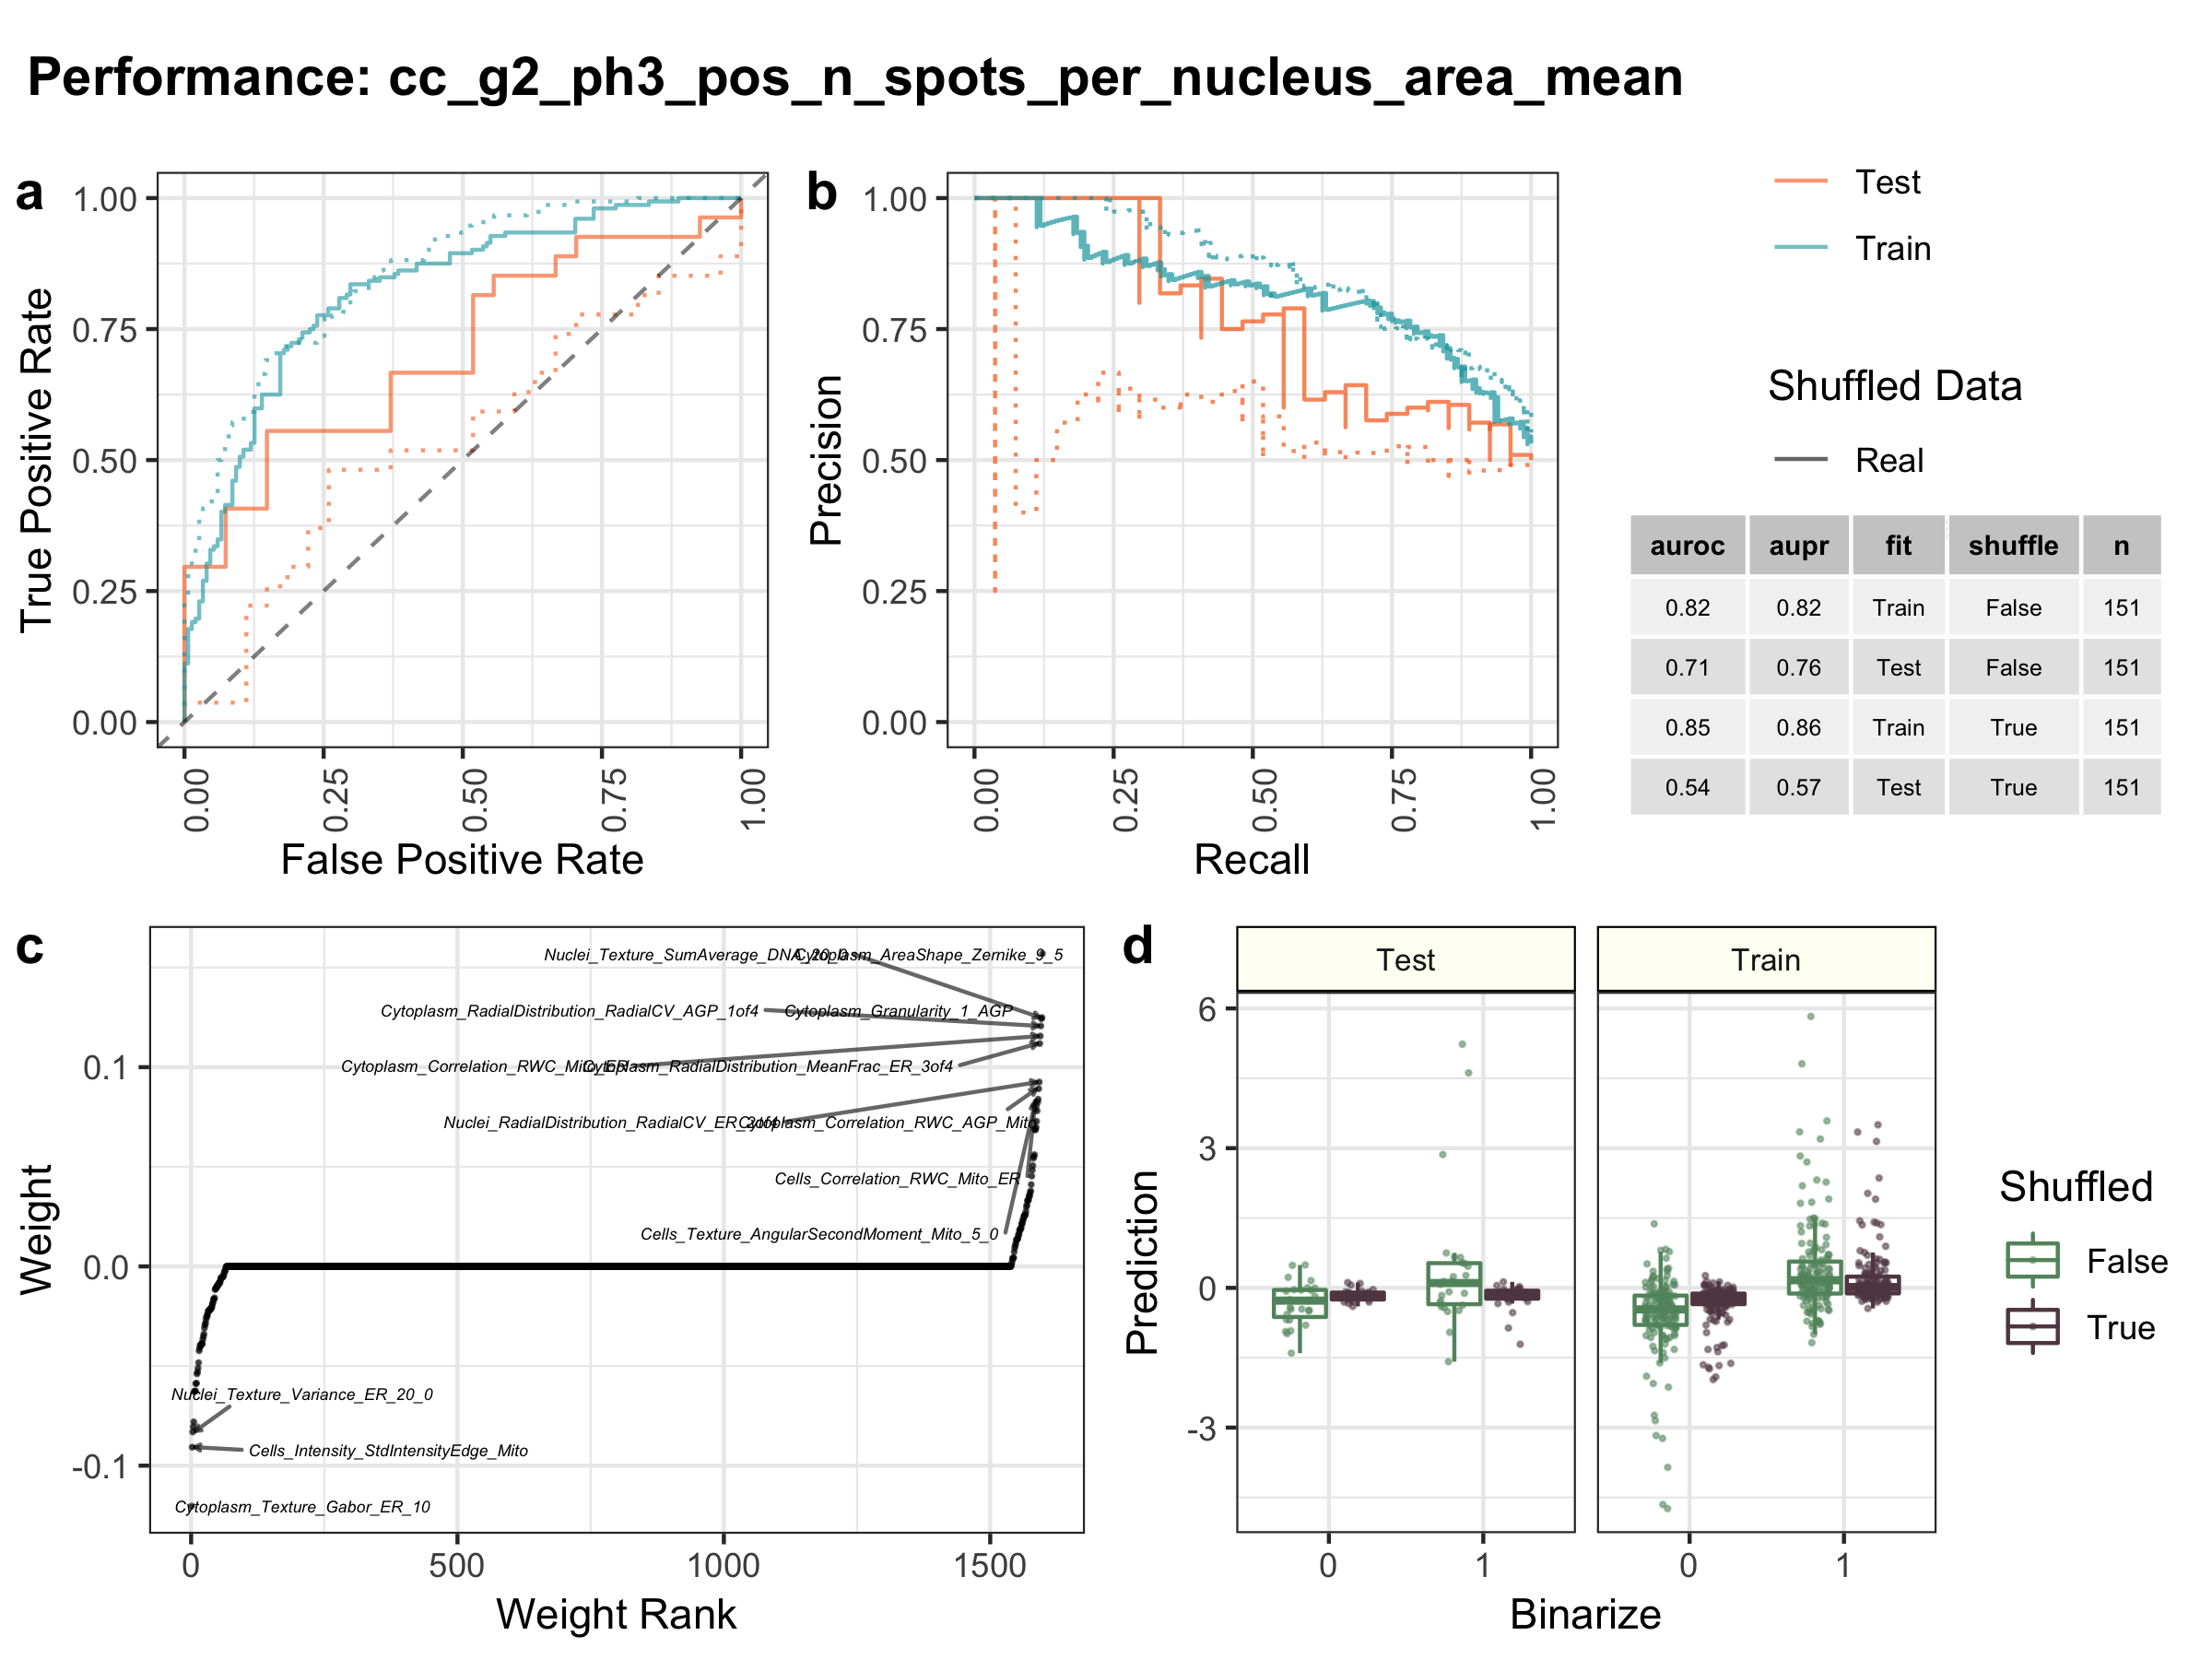 Performance: cc_g2_ph3_pos_n_spots_per_nucleus_area_mean
a
1.00
0.75
0.50
0.25
0.00
True Positive Rate
0.00
0.25
0.50
0.75
1.00
False Positive Rate
b
1.00
0.75
0.50
0.25
0.00
Precision
0.00
0.25
0.50
0.75
1.00
Recall
Test
Train
Shuffled Data
Real
auroc aupr fit shuffle n
0.82 0.82 Train False 151
0.71 0.76 Test False 151
0.85 0.86 Train True 151
0.54 0.57 Test True 151
c
Nuclei_Texture_SumAverage_DNA_20_0
Cytoplasm_AreaShape_Zernike_9_5
Cytoplasm_RadialDistribution_RadialCV_AGP_1of4
Cytoplasm_Granularity_1_AGP
Cytoplasm_Correlation_RWC_Mito_ER
Cytoplasm_RadialDistribution_MeanFrac_ER_3of4
Nuclei_RadialDistribution_RadialCV_ER_2of4
Cytoplasm_Correlation_RWC_AGP_Mito
Cells_Correlation_RWC_Mito_ER
Cells_Texture_AngularSecondMoment_Mito_5_0
Nuclei_Texture_Variance_ER_20_0
Cells_Intensity_StdIntensityEdge_Mito
Cytoplasm_Texture_Gabor_ER_10
0.1
0.0
-0.1
Weight
0
500
1000
1500
Weight Rank
d
Test
Train
6
3
0
-3
Prediction
0
1
0
1
Binarize
Shuffled
False
True